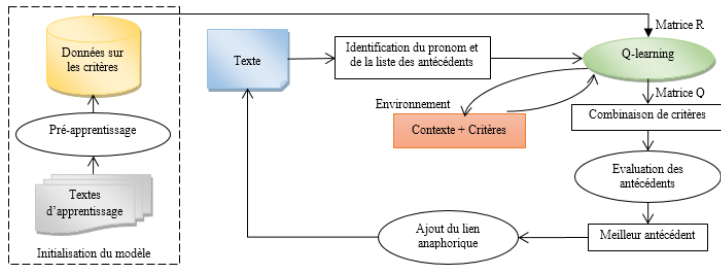 Données sur
les critères
Pré-apprentissage
Textes
d'apprentissage
Initialisation du modèle
Texte
Identification du pronom et
de la liste des antécédents
Matrice R
Q-learning
Environnement
Contexte + Critères
Matrice Q
Combinaison de critères
Evaluation des
antécédents
Meilleur antécédent
Ajout du lien
anaphorique